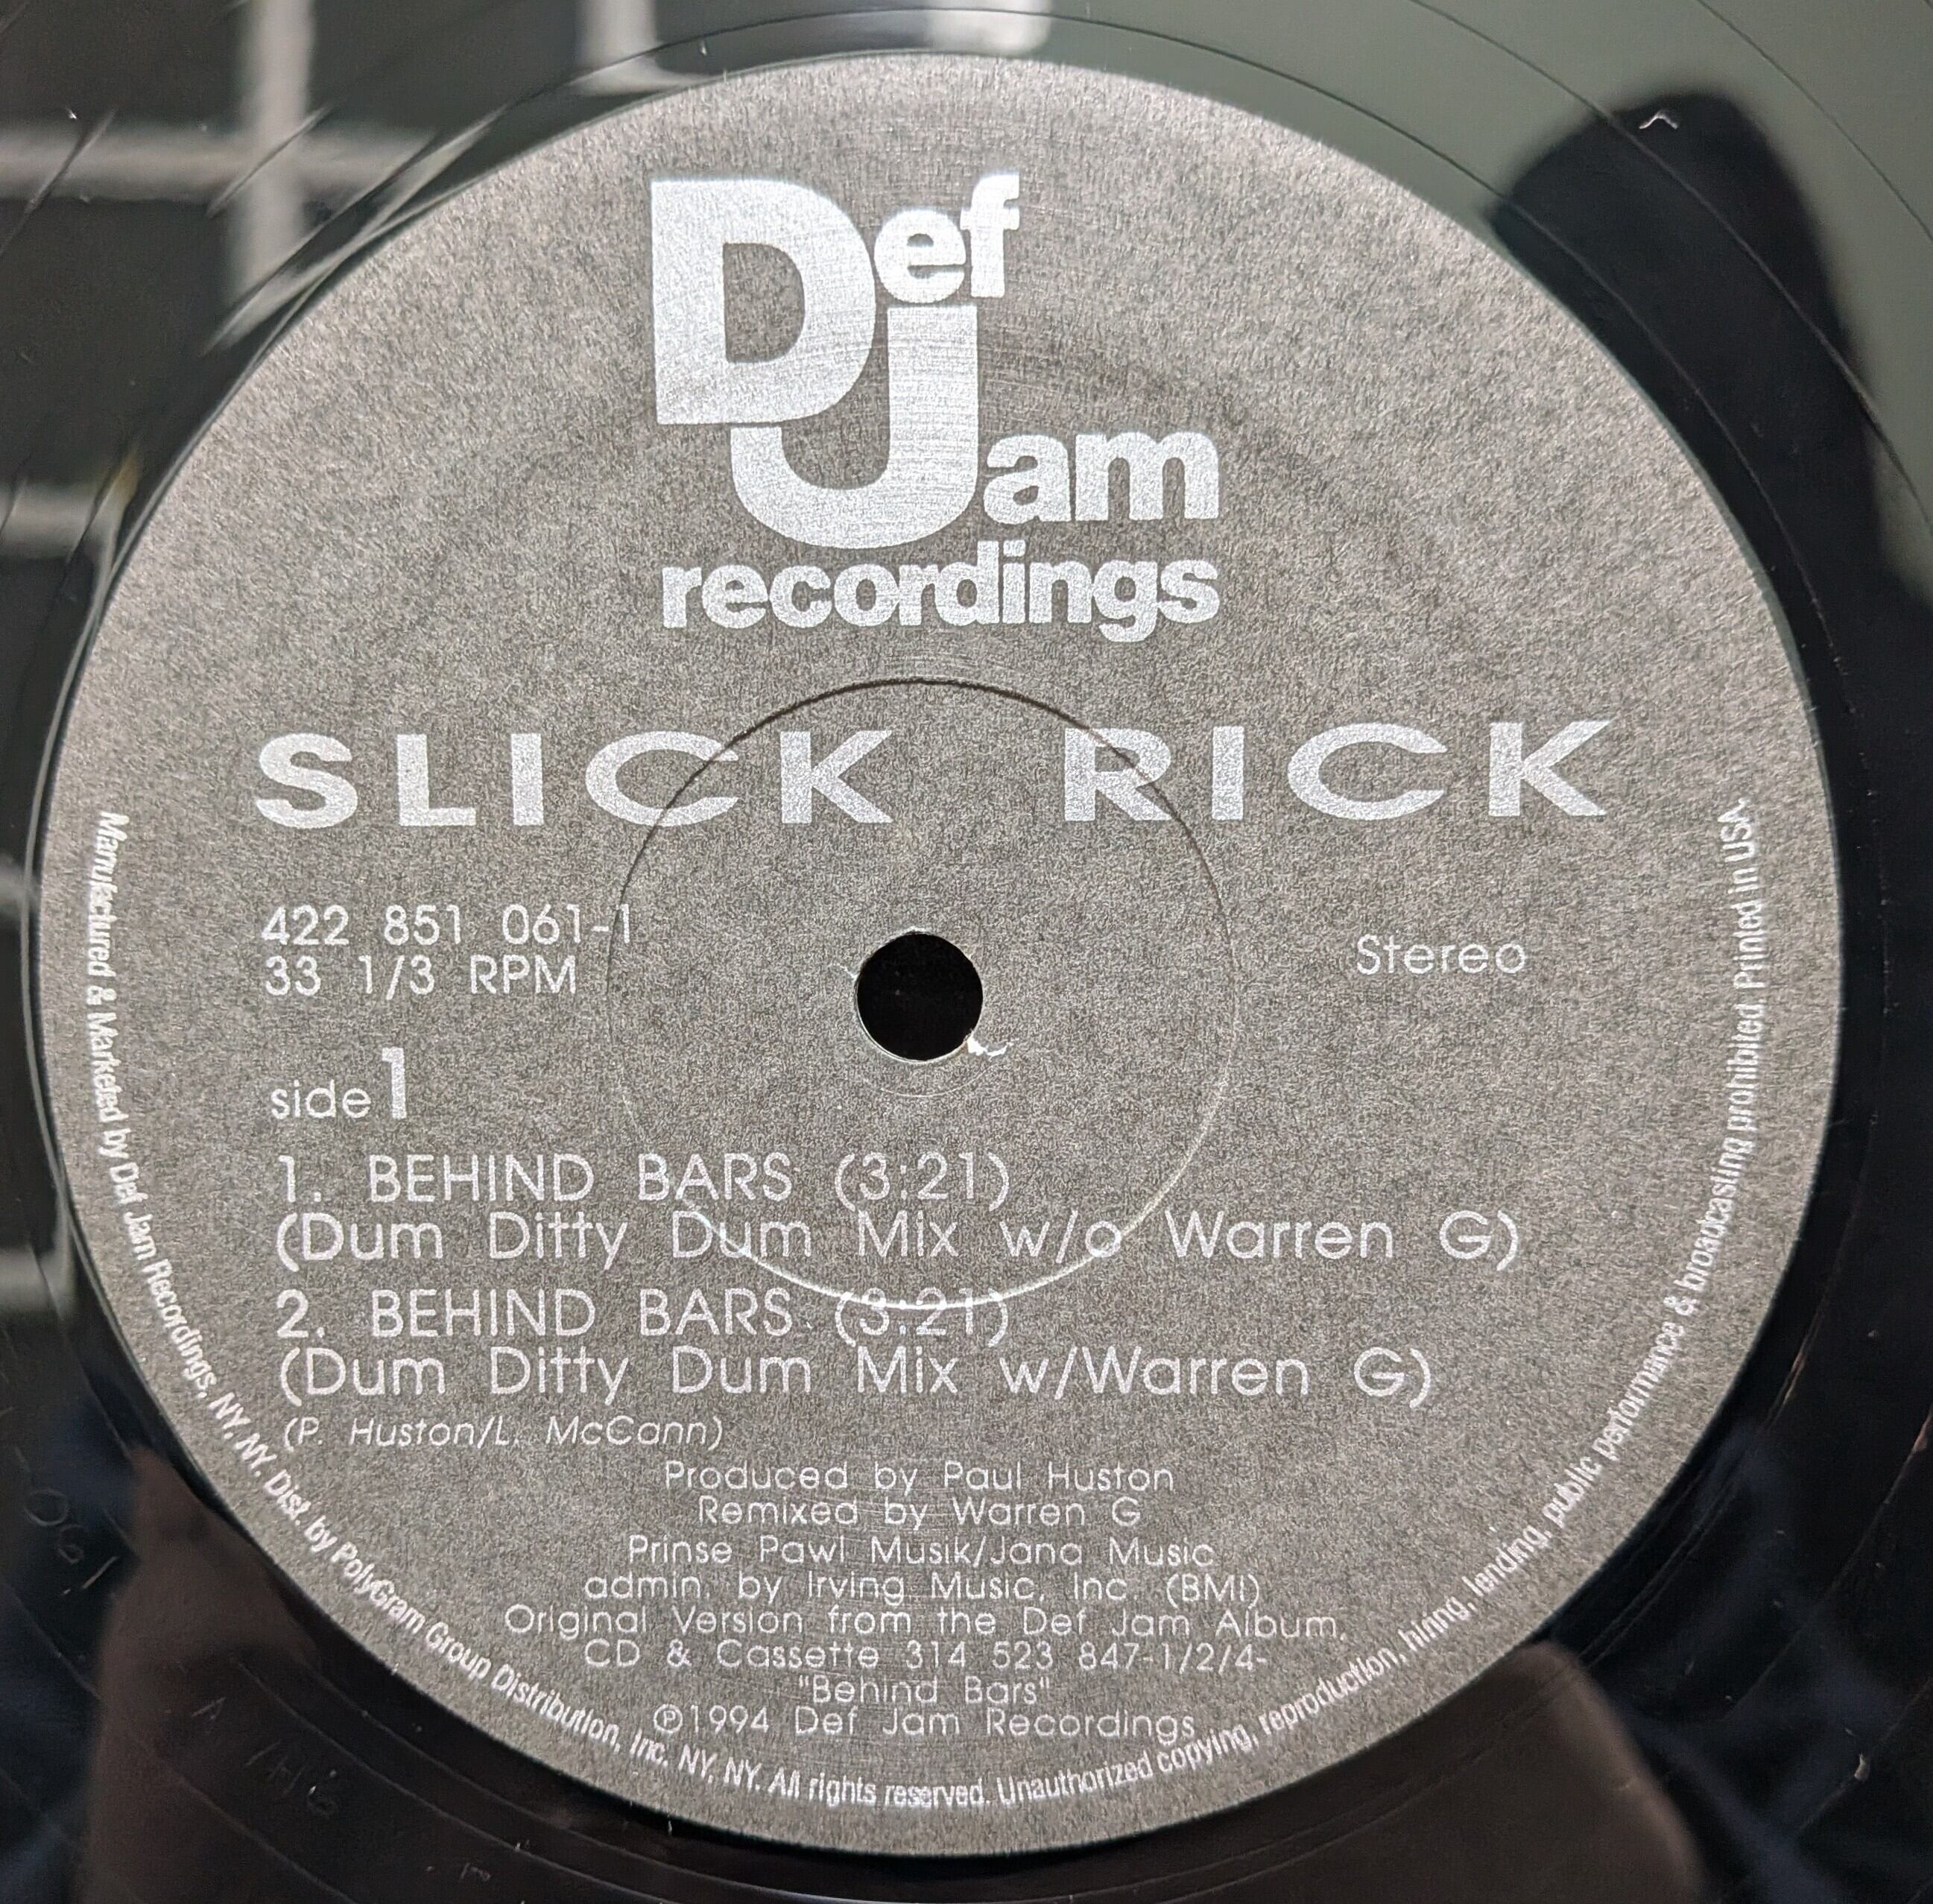 Def
Jam
recordings
SLICK RICK
422 851 061-1
33 1/3 RPM
Stereo
side 1
1. BEHIND BARS (3:21)
(Dum Ditty Dum Mix w/o Warren G)
2. BEHIND BARS (3:21)
(Dum Ditty Dum Mix w/Warren G)
(P. Huston/L. McCann)
Produced by Paul Huston
Remixed by Warren G
Prinse Pawl Musik/Jana Music
admin. by Irving Music, Inc. (BMI)
Original Version from the Def Jam Album,
CD & Cassette 314 523 847-1/2/4-
"Behind Bars"
℗1994 Def Jam Recordings
Manufactured & Marketed by Def Jam Recordings, NY, NY. Dist. by PolyGram Group Distribution, Inc. NY, NY. All rights reserved. Unauthorized copying, reproduction, hiring, lending, public performance & broadcasting prohibited. Printed in USA.